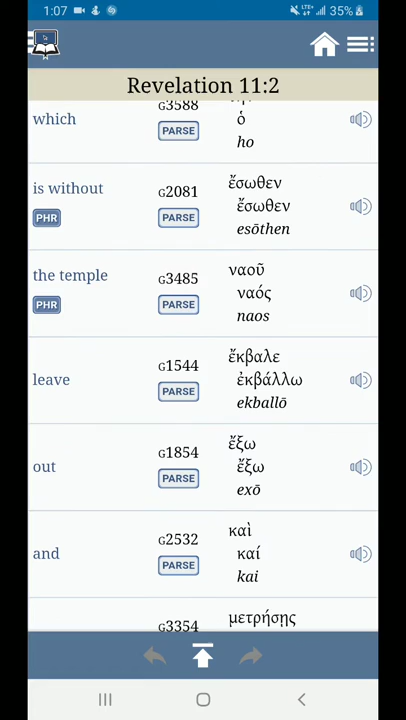 1:07 LTE+ 35%
Revelation 11:2
which G3588
PARSE ὁ
ho
is without G2081 ἔσωθεν
PHR PARSE ἔσωθεν
esōthen
the temple G3485 ναοῦ
PHR PARSE ναός
naos
leave G1544 ἔκβαλε
PARSE ἐκβάλλω
ekballō
out G1854 ἔξω
PARSE ἔξω
exō
and G2532 καὶ
PARSE καί
kai
G3354 μετρήσῃς